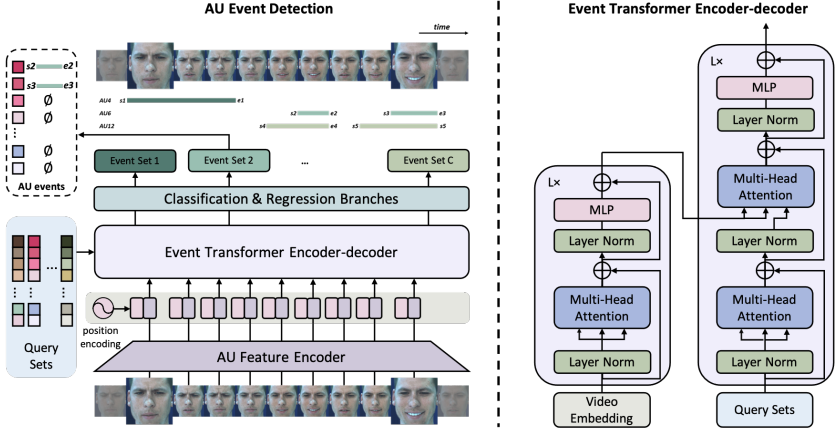 AU Event Detection
time
s2 e2
s3 e3
Ø
Ø
Ø
Ø
AU events
AU4 s1 e1
AU6 s2 e2 s3 e3
AU12 s4 e4 s5 s5
Event Set 1
Event Set 2
...
Event Set C
Classification & Regression Branches
Event Transformer Encoder-decoder
Query
Sets
position
encoding
AU Feature Encoder
Event Transformer Encoder-decoder
L×
MLP
Layer Norm
Multi-Head
Attention
Layer Norm
Video
Embedding
L×
MLP
Layer Norm
Multi-Head
Attention
Layer Norm
Multi-Head
Attention
Layer Norm
Query Sets